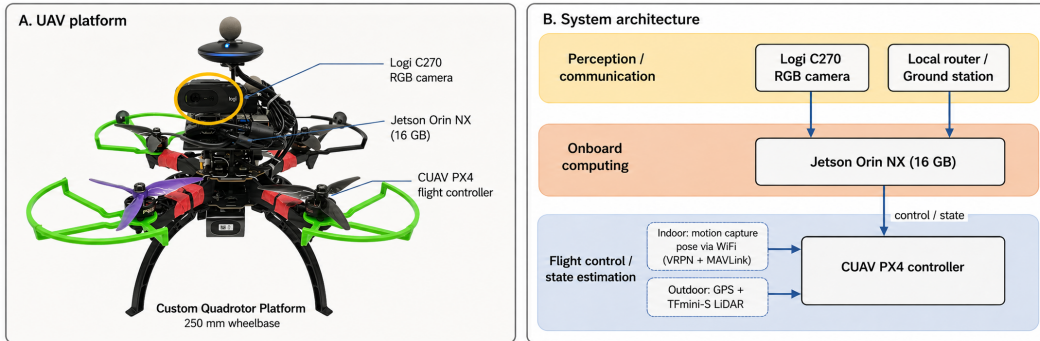 A. UAV platform
Logi C270
RGB camera
logi
Jetson Orin NX
(16 GB)
CUAV PX4
flight controller
Custom Quadrotor Platform
250 mm wheelbase
B. System architecture
Perception /
communication
Logi C270
RGB camera
Local router /
Ground station
Onboard
computing
Jetson Orin NX (16 GB)
control / state
Flight control /
state estimation
Indoor: motion capture
pose via WiFi
(VRPN + MAVLink)
Outdoor: GPS +
TFmini-S LiDAR
CUAV PX4 controller